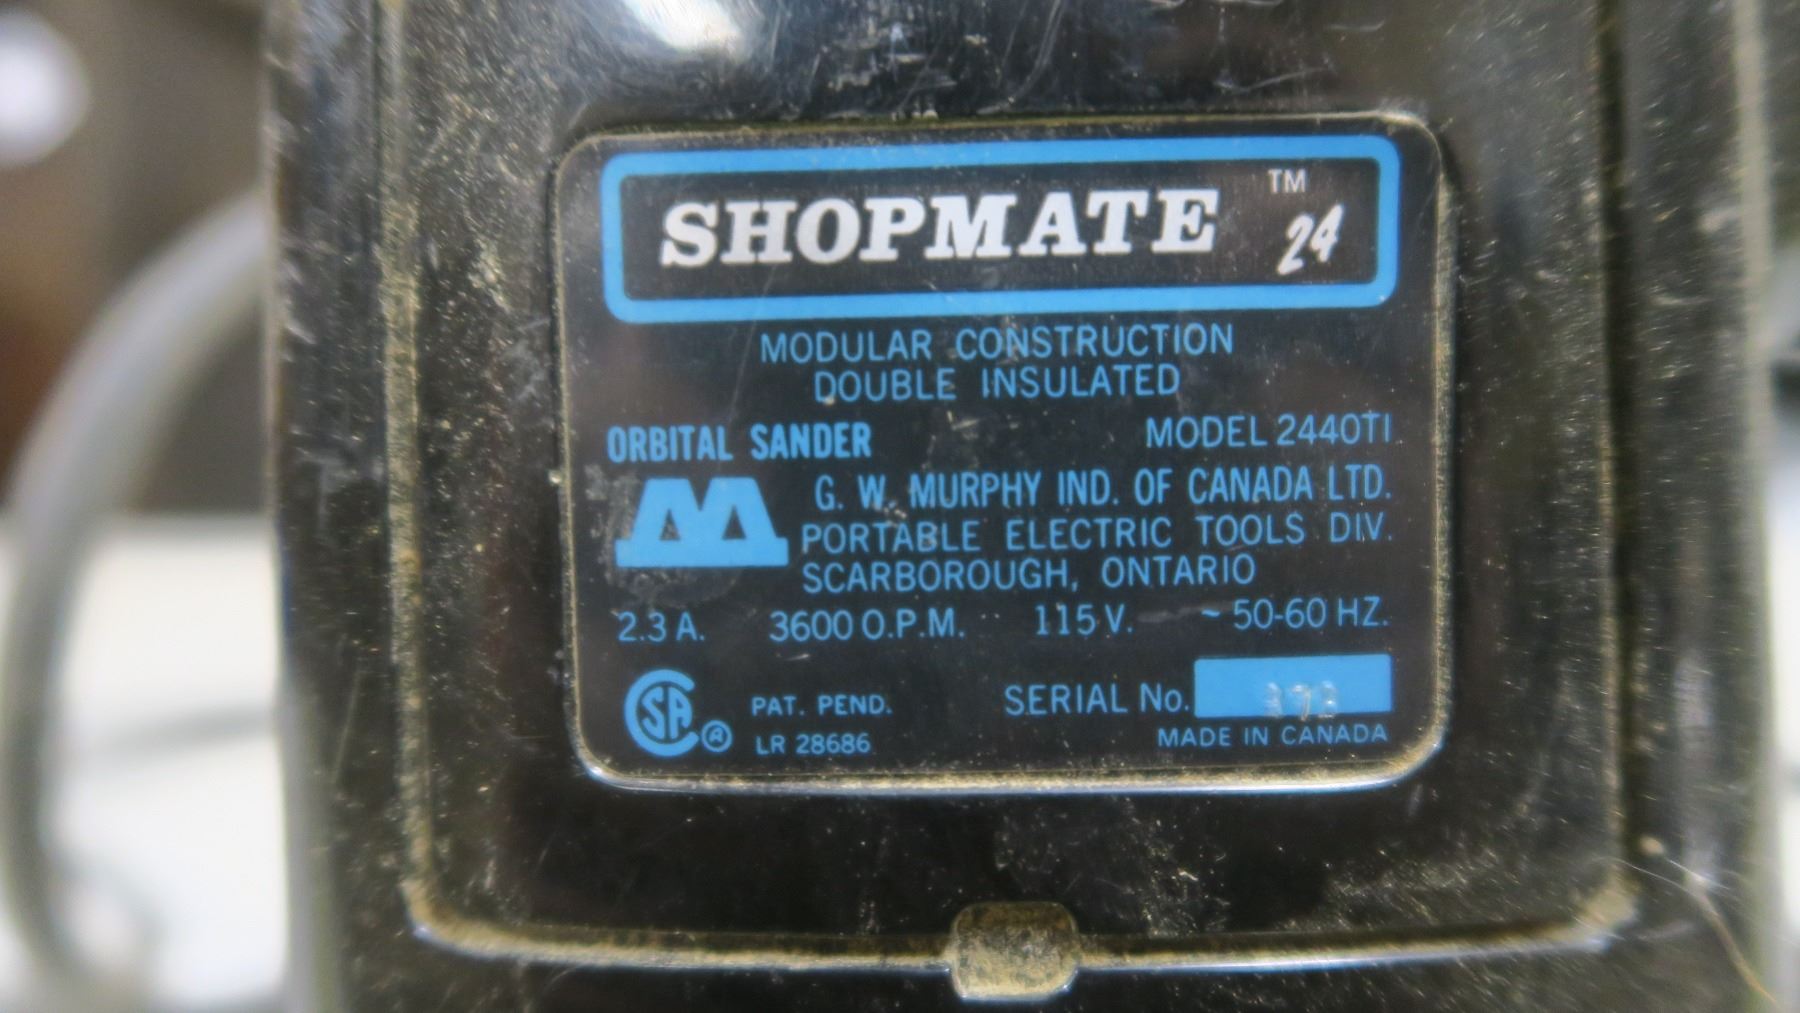 SHOPMATE ™ 24
MODULAR CONSTRUCTION
DOUBLE INSULATED
ORBITAL SANDER MODEL 2440TI
G. W. MURPHY IND. OF CANADA LTD.
PORTABLE ELECTRIC TOOLS DIV.
SCARBOROUGH, ONTARIO
2.3 A. 3600 O.P.M. 115 V. ~ 50-60 HZ.
CSA ® PAT. PEND. SERIAL No.
LR 28686 MADE IN CANADA